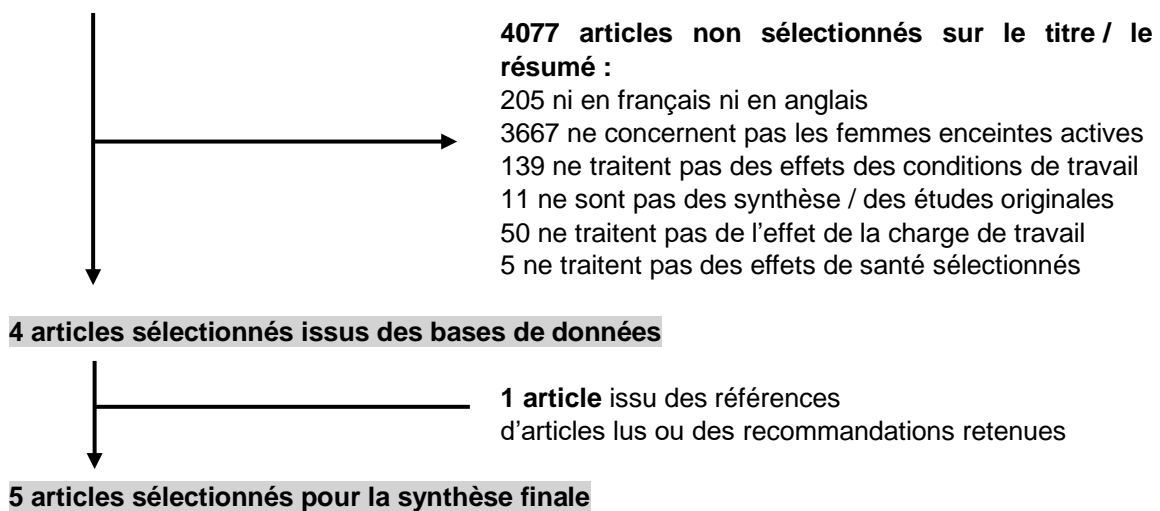 4077 articles non sélectionnés sur le titre / le
résumé :
205 ni en français ni en anglais
3667 ne concernent pas les femmes enceintes actives
139 ne traitent pas des effets des conditions de travail
11 ne sont pas des synthèse / des études originales
50 ne traitent pas de l’effet de la charge de travail
5 ne traitent pas des effets de santé sélectionnés
4 articles sélectionnés issus des bases de données
1 article issu des références
d’articles lus ou des recommandations retenues
5 articles sélectionnés pour la synthèse finale